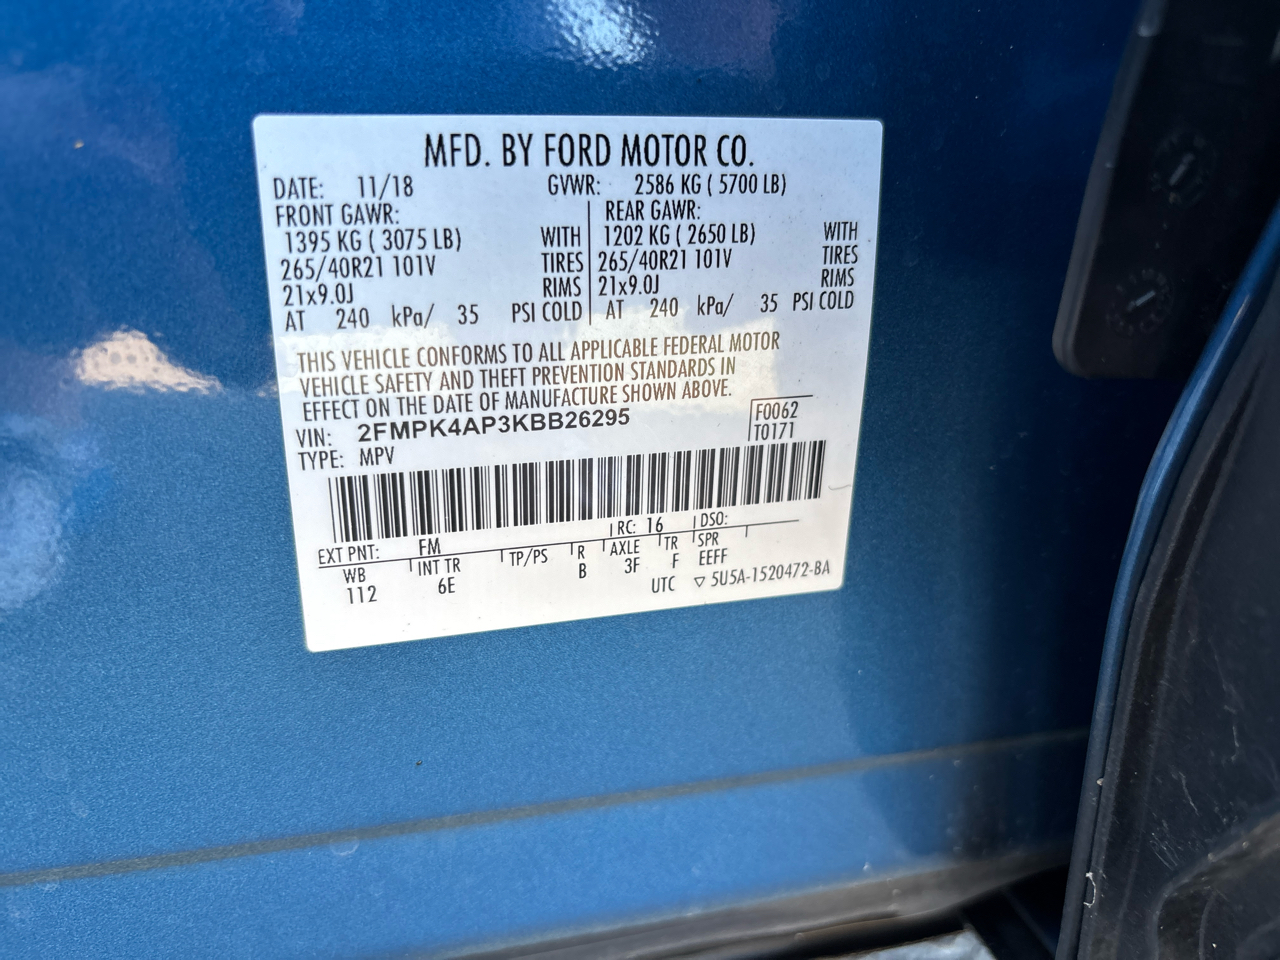 MFD. BY FORD MOTOR CO.
DATE: 11/18 GVWR: 2586 KG ( 5700 LB)
FRONT GAWR: REAR GAWR:
1395 KG ( 3075 LB) WITH 1202 KG ( 2650 LB) WITH
265/40R21 101V TIRES 265/40R21 101V TIRES
21x9.0J RIMS 21x9.0J RIMS
AT 240 kPa/ 35 PSI COLD AT 240 kPa/ 35 PSI COLD
THIS VEHICLE CONFORMS TO ALL APPLICABLE FEDERAL MOTOR
VEHICLE SAFETY AND THEFT PREVENTION STANDARDS IN
EFFECT ON THE DATE OF MANUFACTURE SHOWN ABOVE.
VIN: 2FMPK4AP3KBB26295 F0062
TYPE: MPV T0171
EXT PNT: FM RC: 16 DSO:
WB INT TR TP/PS R AXLE TR SPR
112 6E B 3F F EEFF
UTC ▽ 5U5A-1520472-BA